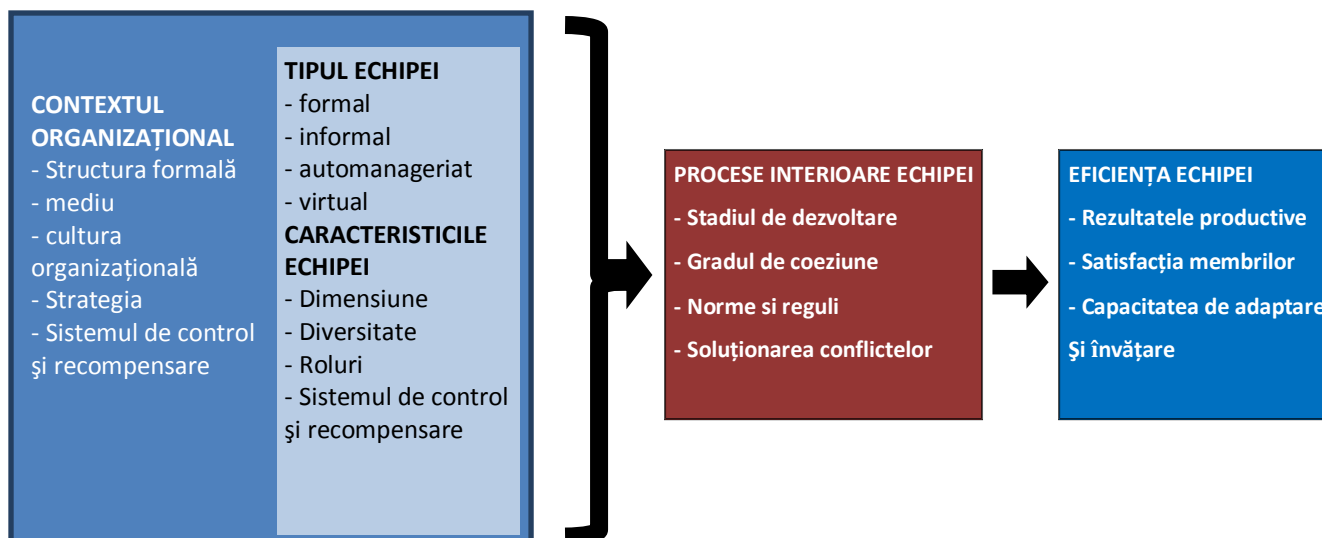 CONTEXTUL
ORGANIZAȚIONAL
- Structura formală
- mediu
- cultura
organizațională
- Strategia
- Sistemul de control
şi recompensare
TIPUL ECHIPEI
- formal
- informal
- automanageriat
- virtual
CARACTERISTICILE
ECHIPEI
- Dimensiune
- Diversitate
- Roluri
- Sistemul de control
şi recompensare
PROCESE INTERIOARE ECHIPEI
- Stadiul de dezvoltare
- Gradul de coeziune
- Norme si reguli
- Soluționarea conflictelor
EFICIENȚA ECHIPEI
- Rezultatele productive
- Satisfacția membrilor
- Capacitatea de adaptare
Și învățare